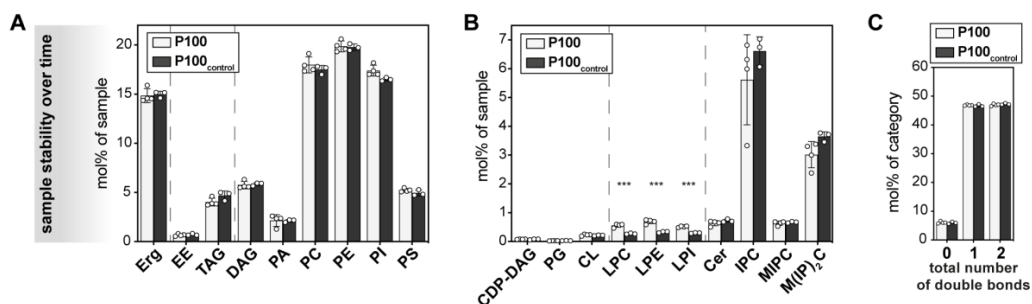 A
sample stability over time
mol% of sample
20
15
10
5
0
P100
P100control
Erg
EE
TAG
DAG
PA
PC
PE
PI
PS
B
mol% of sample
7
6
5
4
3
2
1
0
P100
P100control
*** *** ***
CDP-DAG
PG
CL
LPC
LPE
LPI
Cer
IPC
MIPC
M(IP)2C
C
P100
P100control
mol% of category
60
50
40
30
20
10
0
0 1 2
total number
of double bonds